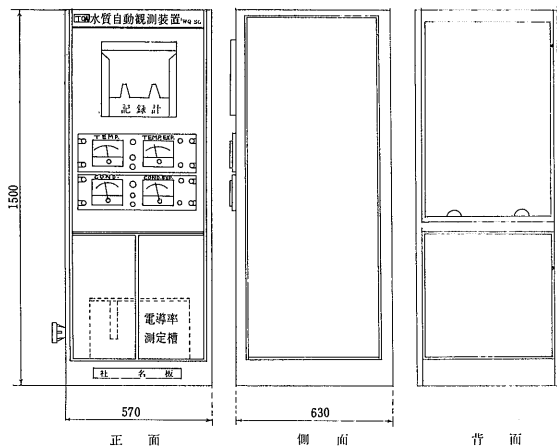 水質自動観測装置
記録計
TEMP.
COND.
電導率
測定槽
社名板
1500
570
630
正面
側面
背面